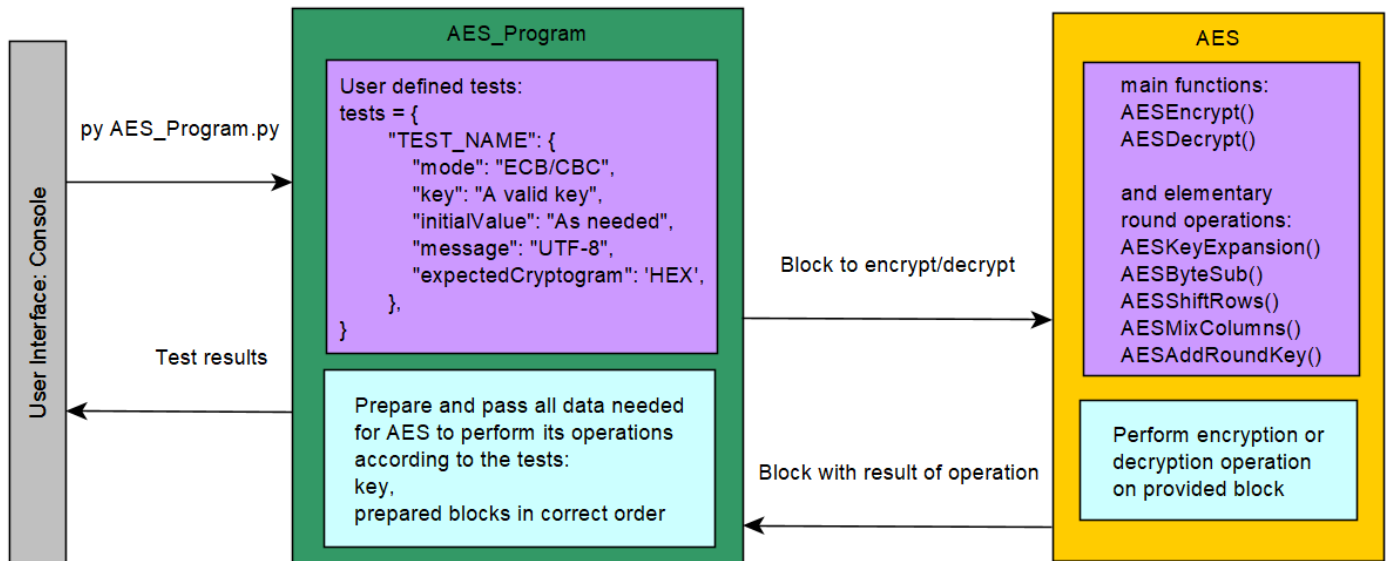 User Interface: Console
py AES_Program.py
Test results
AES_Program
User defined tests:
tests = {
"TEST_NAME": {
"mode": "ECB/CBC",
"key": "A valid key",
"initialValue": "As needed",
"message": "UTF-8",
"expectedCryptogram": 'HEX',
},
}
Prepare and pass all data needed
for AES to perform its operations
according to the tests:
key,
prepared blocks in correct order
Block to encrypt/decrypt
Block with result of operation
AES
main functions:
AESEncrypt()
AESDecrypt()
and elementary
round operations:
AESKeyExpansion()
AESByteSub()
AESShiftRows()
AESMixColumns()
AESAddRoundKey()
Perform encryption or
decryption operation
on provided block